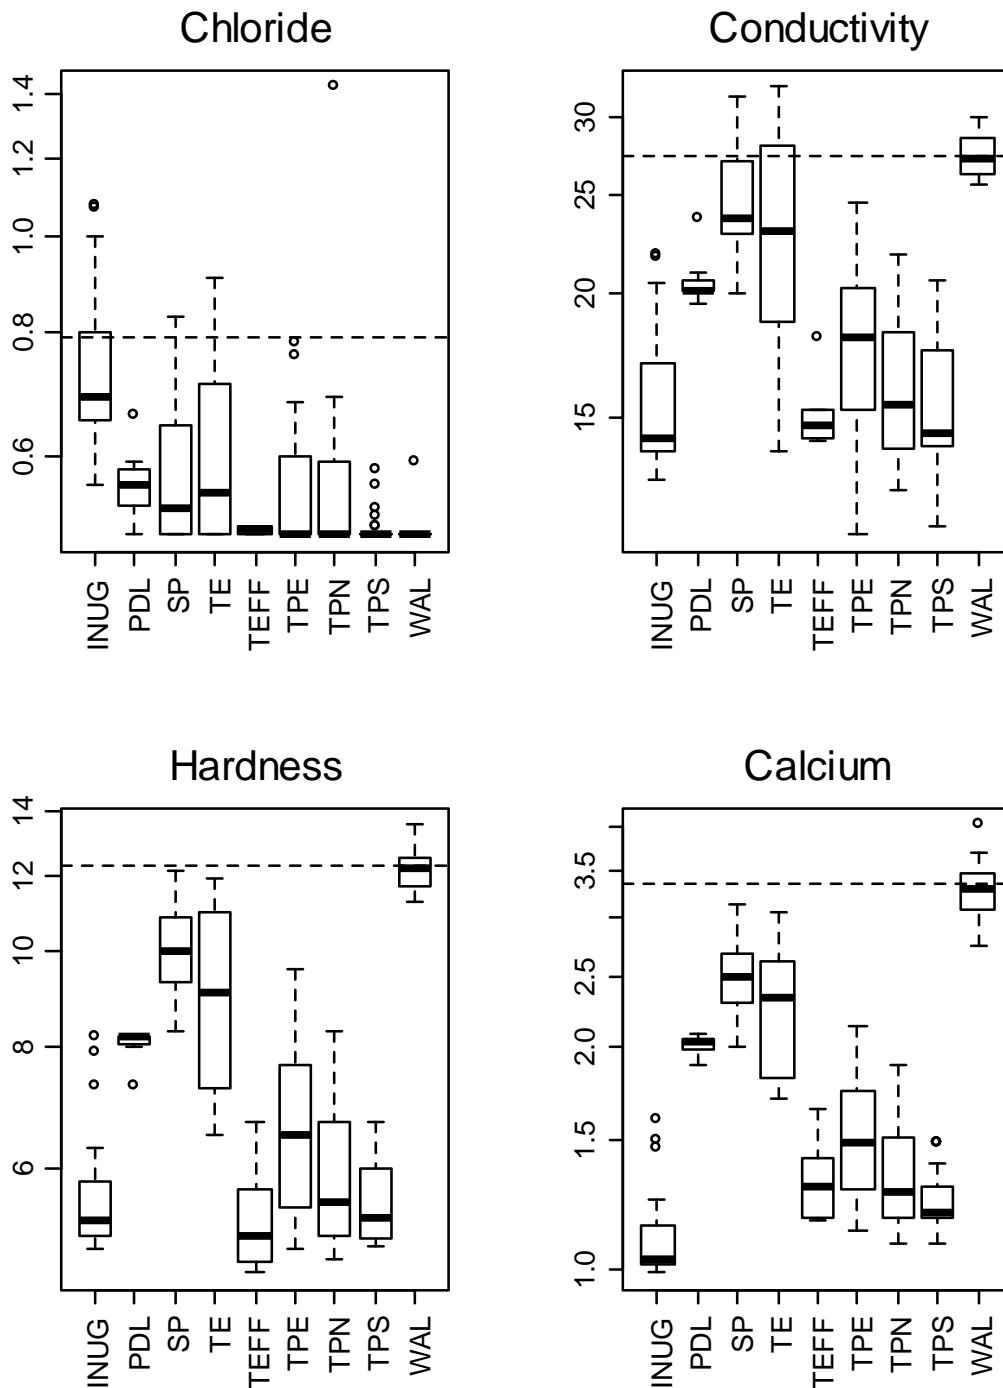 Chloride
1.4
1.2
1.0
0.8
0.6
INUG
PDL
SP
TE
TEFF
TPE
TPN
TPS
WAL
Conductivity
30
25
20
15
INUG
PDL
SP
TE
TEFF
TPE
TPN
TPS
WAL
Hardness
14
12
10
8
6
INUG
PDL
SP
TE
TEFF
TPE
TPN
TPS
WAL
Calcium
3.5
2.5
2.0
1.5
1.0
INUG
PDL
SP
TE
TEFF
TPE
TPN
TPS
WAL